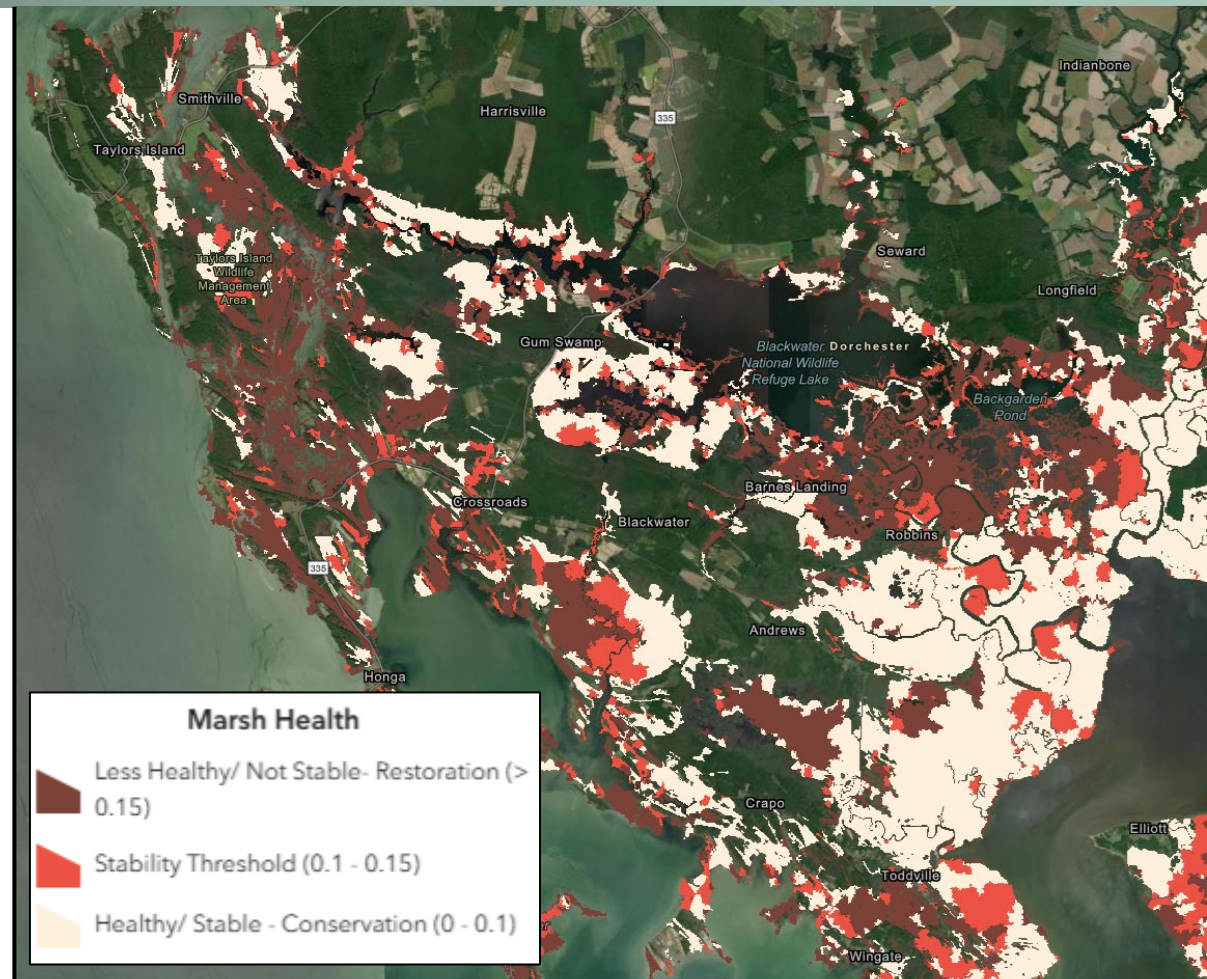 Indianbone
Smithville
Harrisville
335
Taylors Island
Seward
Taylors Island
Wildlife
Management
Area
Longfield
Gum Swamp
Blackwater
National Wildlife
Refuge Lake
Dorchester
Backgarden
Pond
Barnes Landing
Crossroads
Blackwater
Robbins
335
Andrews
Honga
Marsh Health
Less Healthy/ Not Stable- Restoration (>
0.15)
Stability Threshold (0.1 - 0.15)
Healthy/ Stable - Conservation (0 - 0.1)
Crapo
Elliott
Toddville
Wingate